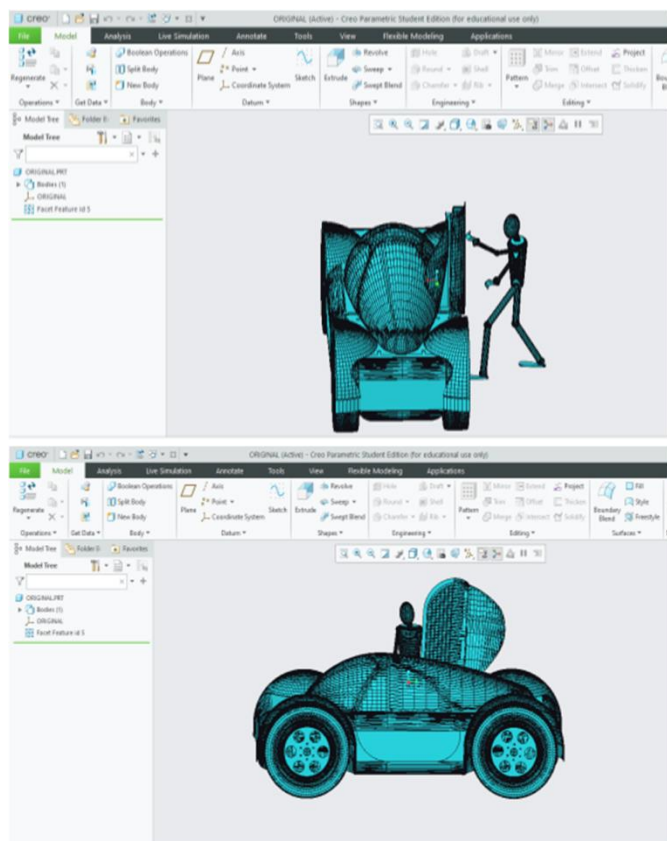 creo
ORIGINAL (Active) - Creo Parametric Student Edition (for educational use only)
File Model Analysis Live Simulation Annotate Tools View Flexible Modeling Applications
Regenerate Boolean Operations Split Body New Body Plane Axis Point Coordinate System Sketch Extrude Revolve Sweep Swept Blend Hole Round Chamfer Draft Shell Rib Pattern Mirror Trim Merge Extend Offset Intersect Project Thicken Solidify
Operations Get Data Body Datum Shapes Engineering Editing
Model Tree Folder Favorites
Model Tree
ORIGINAL.PRT
Bodies (1)
ORIGINAL
Facet Feature id 5
creo
ORIGINAL (Active) - Creo Parametric Student Edition (for educational use only)
File Model Analysis Live Simulation Annotate Tools View Flexible Modeling Applications
Regenerate Boolean Operations Split Body New Body Plane Axis Point Coordinate System Sketch Extrude Revolve Sweep Swept Blend Hole Round Chamfer Draft Shell Rib Pattern Mirror Trim Merge Extend Offset Intersect Project Thicken Solidify Boundary Blend Fill Style Freestyle
Operations Get Data Body Datum Shapes Engineering Editing Surfaces
Model Tree Folder Favorites
Model Tree
ORIGINAL.PRT
Bodies (1)
ORIGINAL
Facet Feature id 5